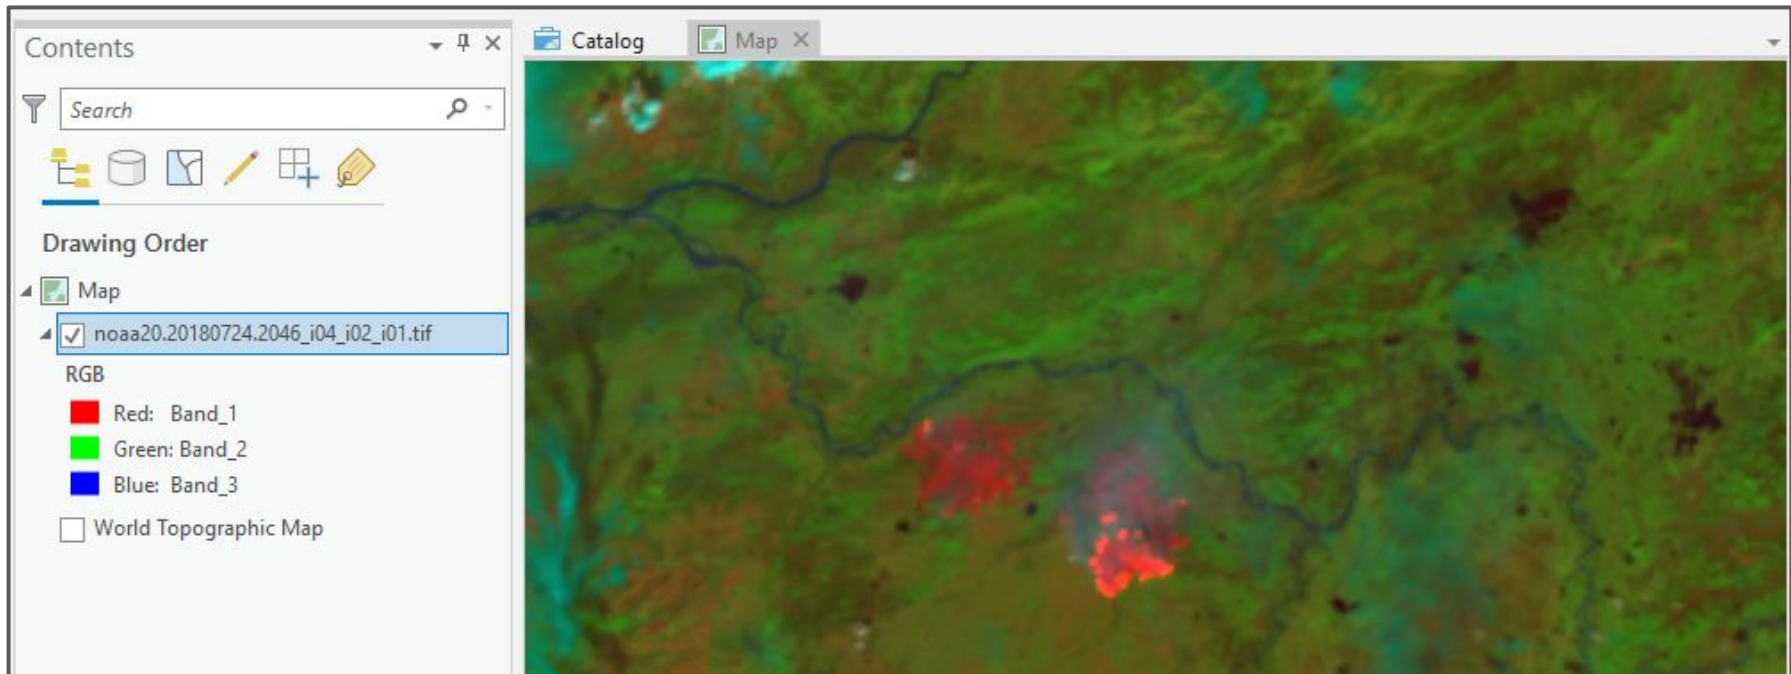 Contents
Search
Drawing Order
Map
noaa20.20180724.2046_i04_i02_i01.tif
RGB
Red: Band_1
Green: Band_2
Blue: Band_3
World Topographic Map
Catalog
Map